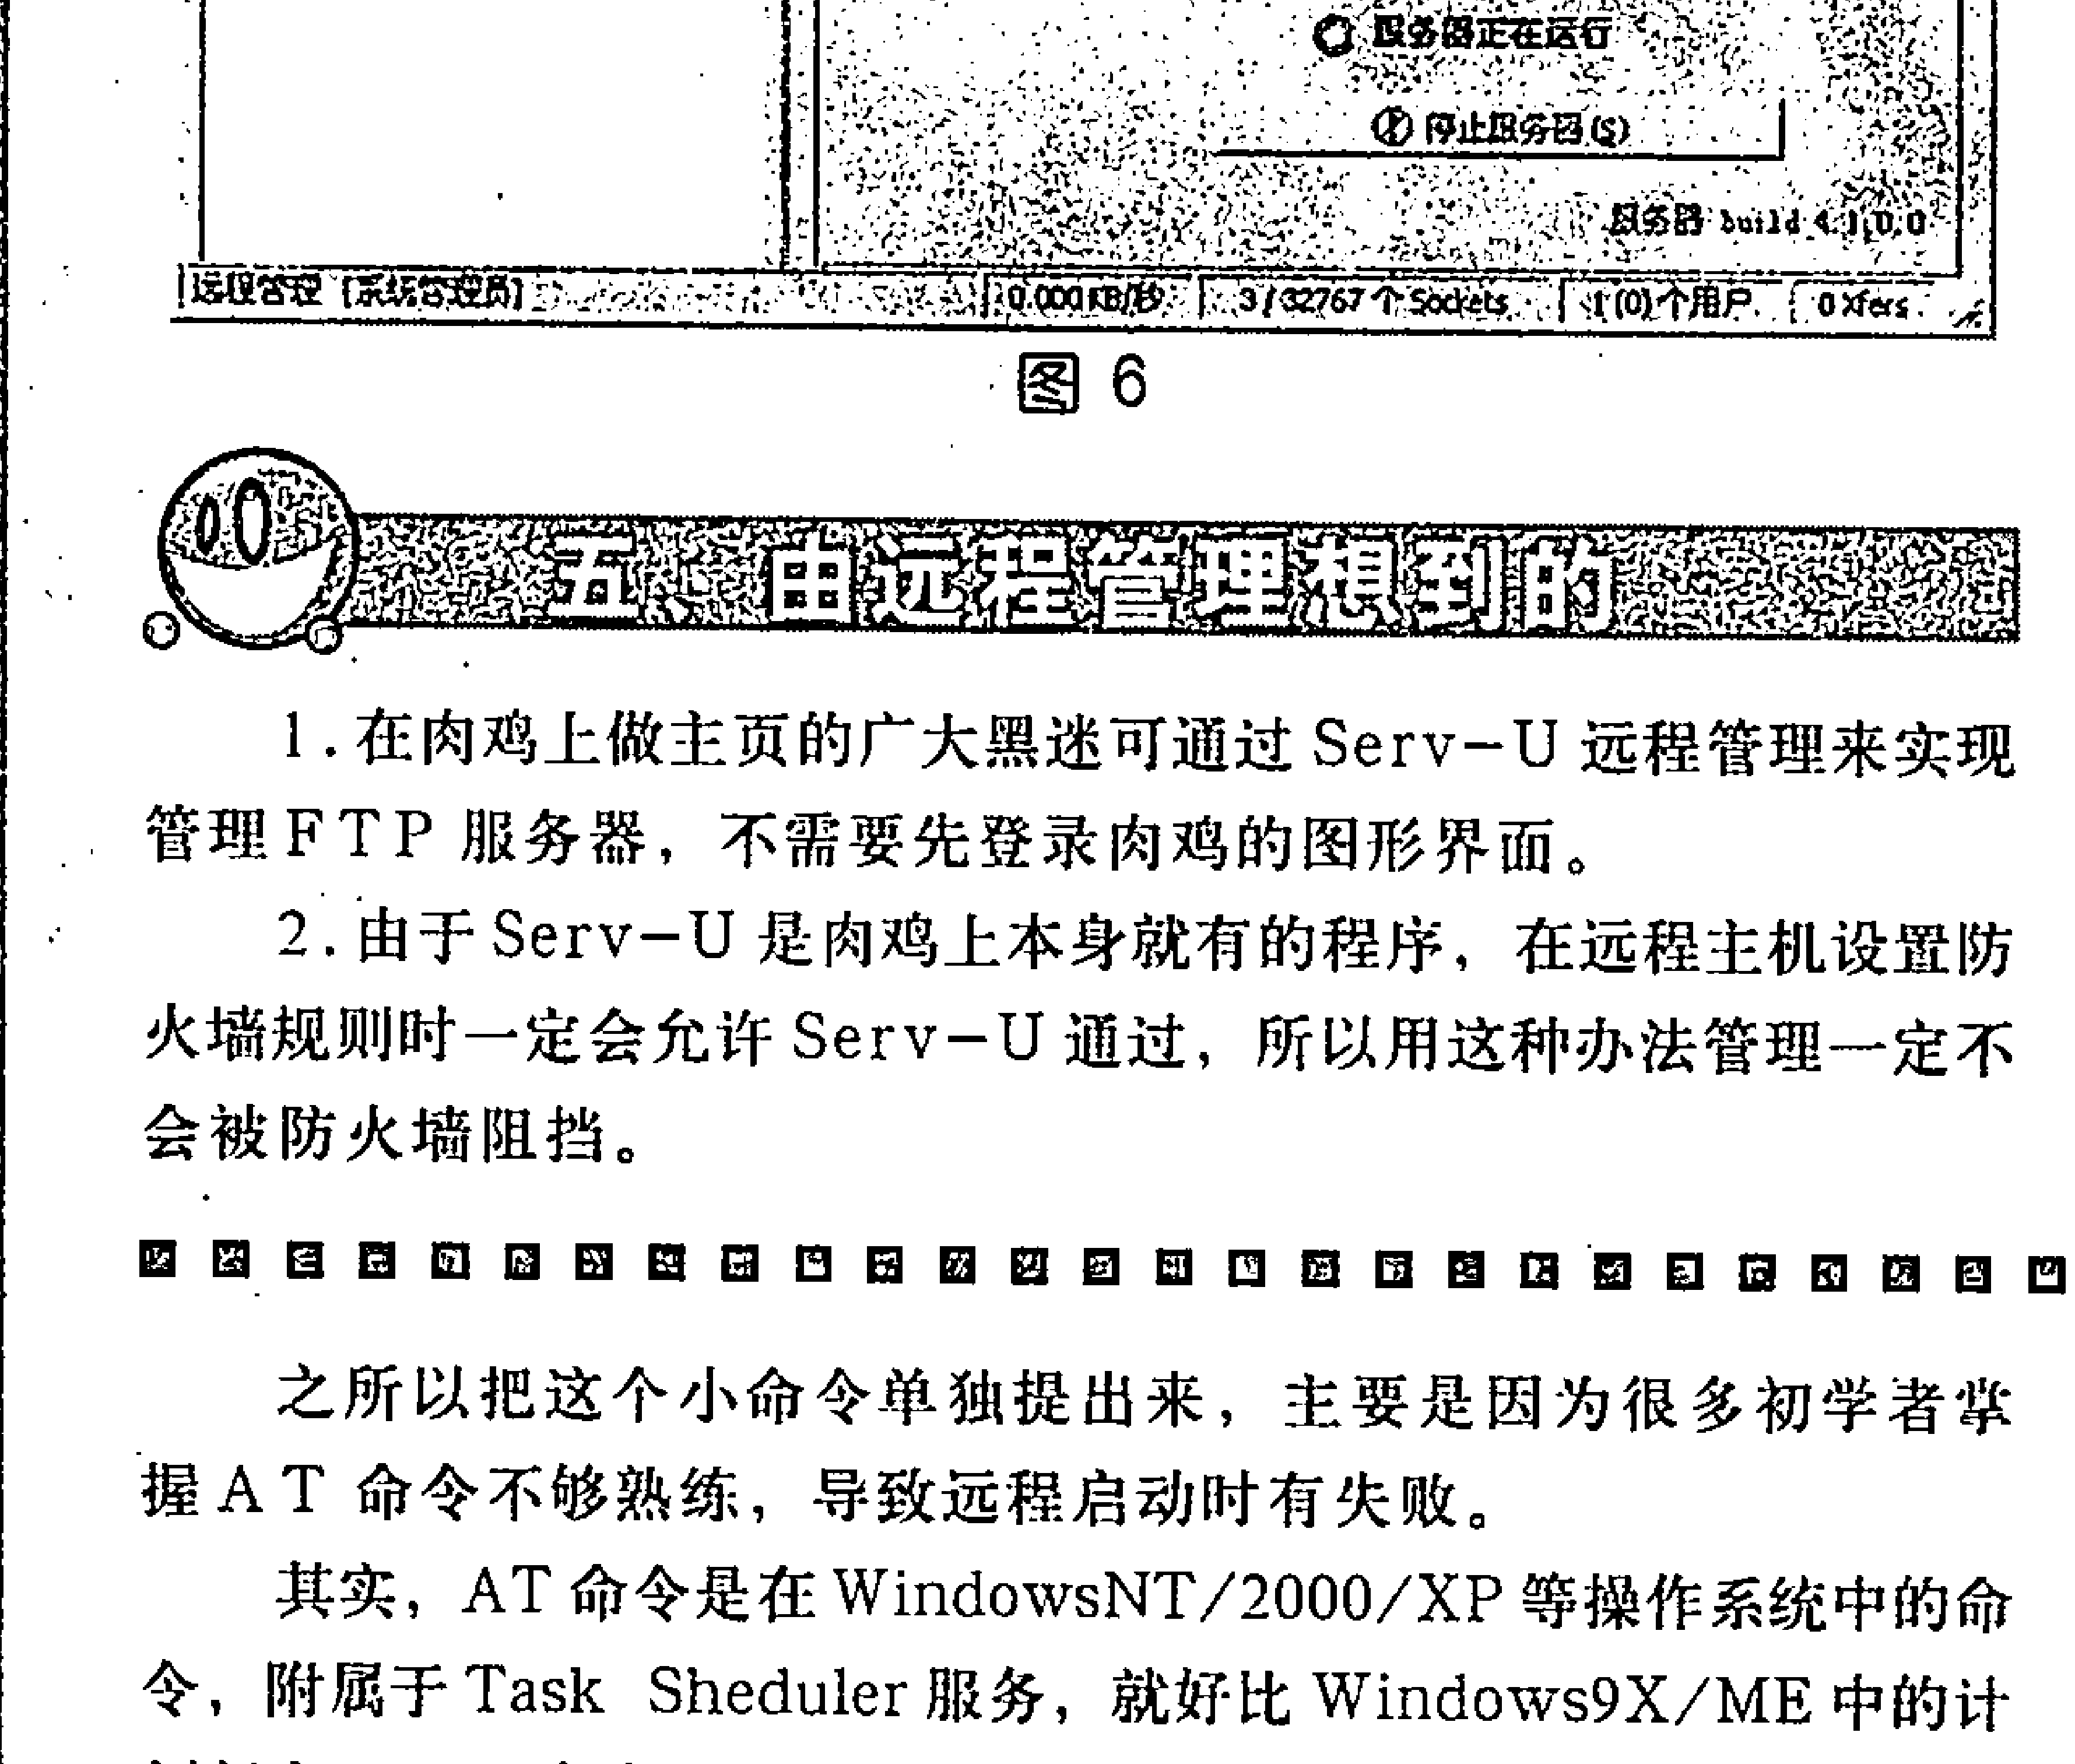 服务器正在运行
停止服务器(S)
服务器 build 4.1.0.0
远程管理 [系统管理员] 0.000 KB/秒 3 / 32767 个 Sockets 1 (0) 个用户 0 Xfers
图 6
五、由远程管理想到的
1.在肉鸡上做主页的广大黑迷可通过 Serv-U 远程管理来实现
管理 FTP 服务器，不需要先登录肉鸡的图形界面。
2.由于 Serv-U 是肉鸡上本身就有的程序，在远程主机设置防
火墙规则时一定会允许 Serv-U 通过，所以用这种办法管理一定不
会被防火墙阻挡。
之所以把这个小命令单独提出来，主要是因为很多初学者掌
握 AT 命令不够熟练，导致远程启动时有失败。
其实，AT 命令是在 WindowsNT/2000/XP 等操作系统中的命
令，附属于 Task Sheduler 服务，就好比 Windows9X/ME 中的计